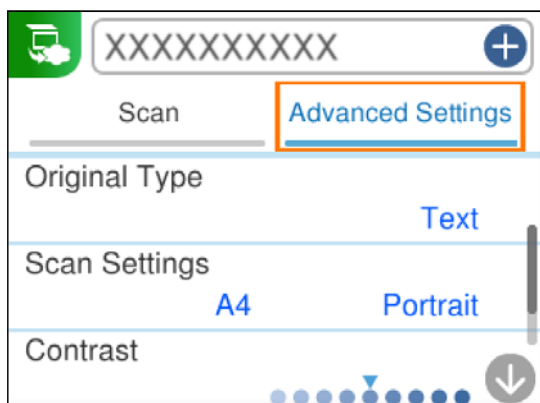 XXXXXXXXXX
Scan Advanced Settings
Original Type
Text
Scan Settings
A4 Portrait
Contrast